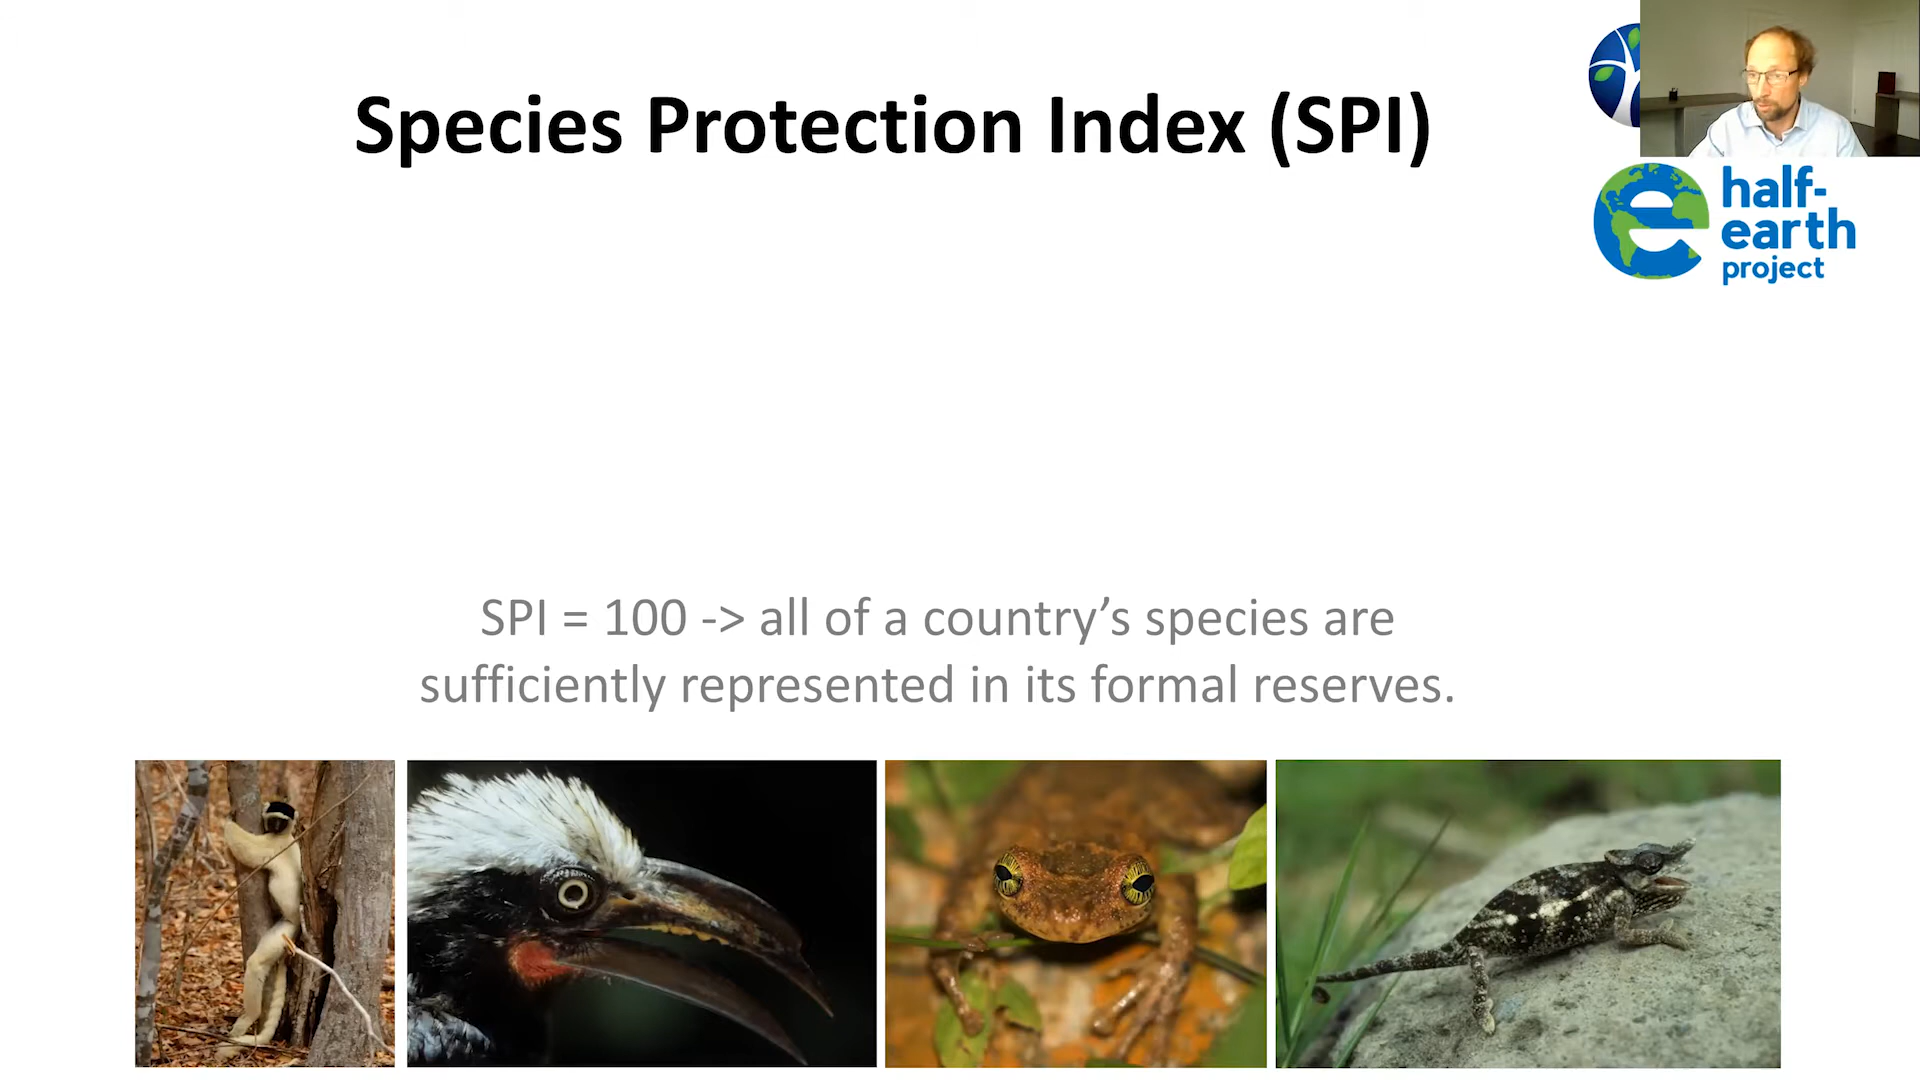 Species Protection Index (SPI)
half-
earth
project
SPI = 100 -> all of a country’s species are
sufficiently represented in its formal reserves.